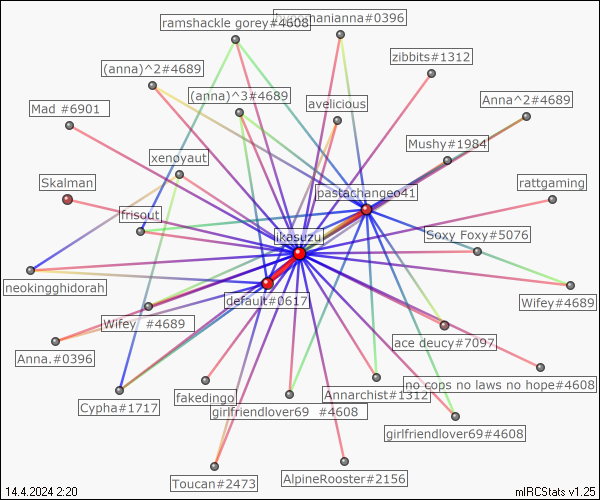 ramshackle gorey#4608
hypnomanianna#0396
zibbits#1312
(anna)^2#4689
(anna)^3#4689
avelicious
Anna^2#4689
Mad #6901
Mushy#1984
xenoyaut
Skalman
pastachangeo41
rattgaming
frisout
ikasuzu
Soxy Foxy#5076
neokingghidorah
default#0617
Wifey#4689
Wifey  #4689
ace deucy#7097
Anna.#0396
no cops no laws no hope#4608
Cypha#1717
fakedingo
Annarchist#1312
girlfriendlover69  #4608
girlfriendlover69#4608
Toucan#2473
AlpineRooster#2156
14.4.2024 2:20
mIRCStats v1.25